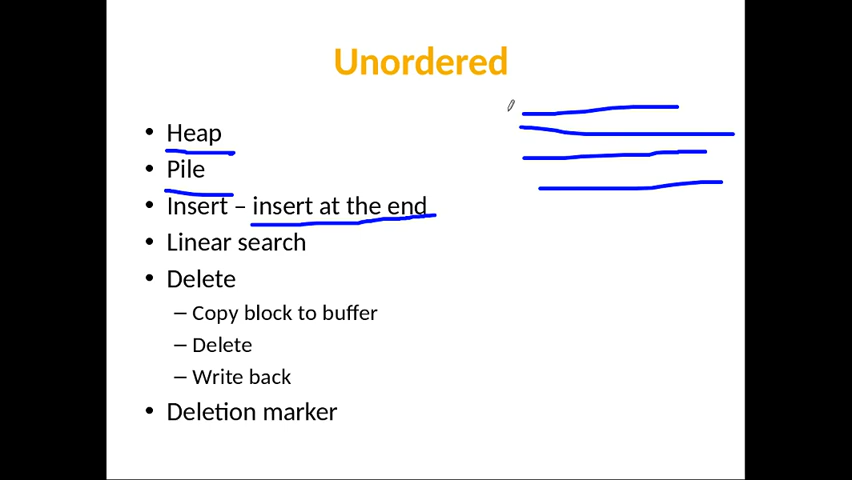 Unordered
• Heap
• Pile
• Insert – insert at the end
• Linear search
• Delete
– Copy block to buffer
– Delete
– Write back
• Deletion marker